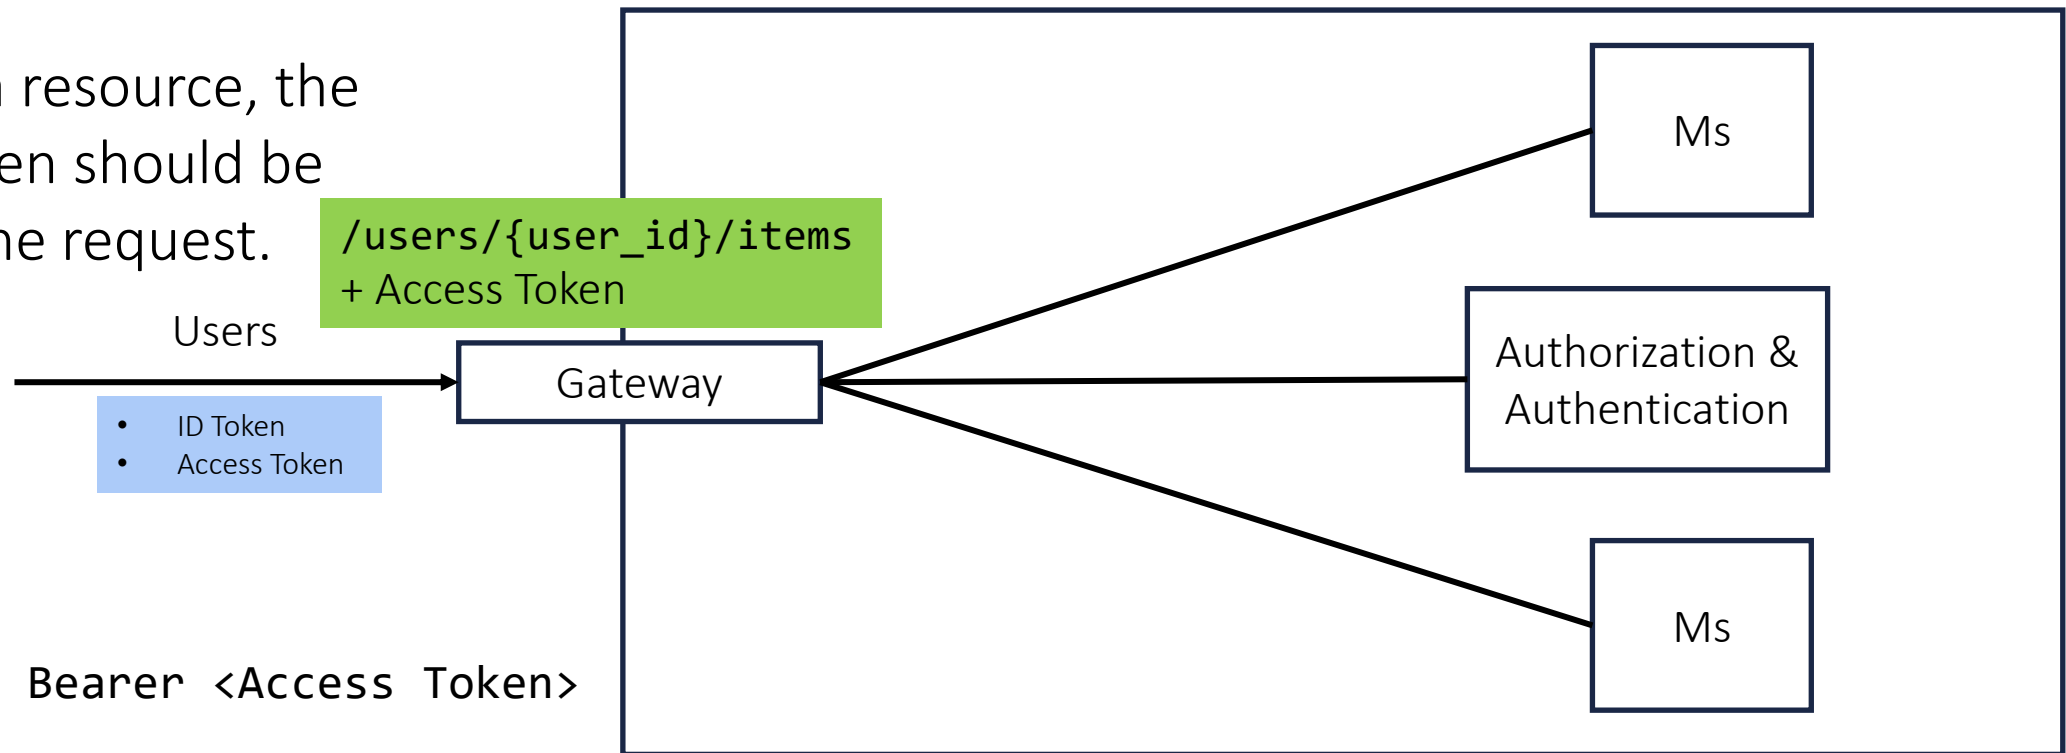 resource, the
en should be
he request.
/users/{user_id}/items
+ Access Token
Users
Gateway
• ID Token
• Access Token
Bearer <Access Token>
Ms
Authorization &
Authentication
Ms